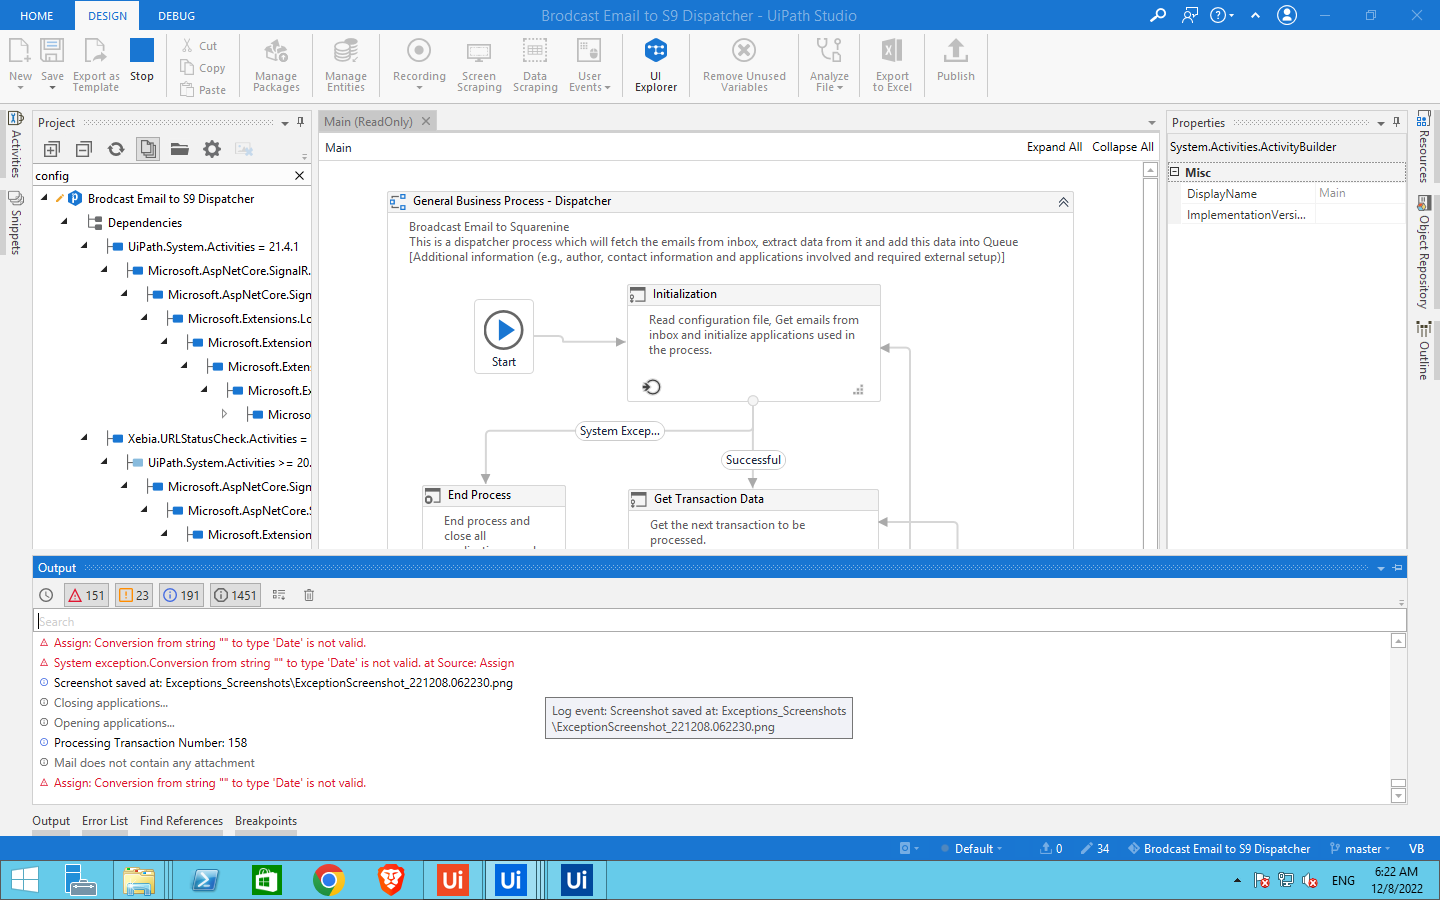 HOME
DESIGN
DEBUG
Brodcast Email to S9 Dispatcher - UiPath Studio
New
Save
Export as
Template
Stop
Cut
Copy
Paste
Manage
Packages
Manage
Entities
Recording
Screen
Scraping
Data
Scraping
User
Events
UI
Explorer
Remove Unused
Variables
Analyze
File
Export
to Excel
Publish
Activities
Snippets
Project
config
Brodcast Email to S9 Dispatcher
Dependencies
UiPath.System.Activities = 21.4.1
Microsoft.AspNetCore.SignalR.
Microsoft.AspNetCore.Sign
Microsoft.Extensions.Lo
Microsoft.Extension
Microsoft.Exten
Microsoft.Ex
Microso
Xebia.URLStatusCheck.Activities =
UiPath.System.Activities >= 20.
Microsoft.AspNetCore.Sign
Microsoft.AspNetCore.S
Microsoft.Extension
Main (ReadOnly)
Main
Expand All
Collapse All
General Business Process - Dispatcher
Broadcast Email to Squarenine
This is a dispatcher process which will fetch the emails from inbox, extract data from it and add this data into Queue
[Additional information (e.g., author, contact information and applications involved and required external setup)]
Start
Initialization
Read configuration file, Get emails from
inbox and initialize applications used in
the process.
System Excep...
Successful
End Process
End process and
close all
Get Transaction Data
Get the next transaction to be
processed.
Properties
System.Activities.ActivityBuilder
Misc
DisplayName
Main
ImplementationVersi...
Resources
Object Repository
Outline
Output
151
23
191
1451
Search
Assign: Conversion from string "" to type 'Date' is not valid.
System exception.Conversion from string "" to type 'Date' is not valid. at Source: Assign
Screenshot saved at: Exceptions_Screenshots\ExceptionScreenshot_221208.062230.png
Closing applications...
Opening applications...
Processing Transaction Number: 158
Mail does not contain any attachment
Assign: Conversion from string "" to type 'Date' is not valid.
Log event: Screenshot saved at: Exceptions_Screenshots
\ExceptionScreenshot_221208.062230.png
Output
Error List
Find References
Breakpoints
Default
0
34
Brodcast Email to S9 Dispatcher
master
VB
Ui
Ui
Ui
ENG
6:22 AM
12/8/2022